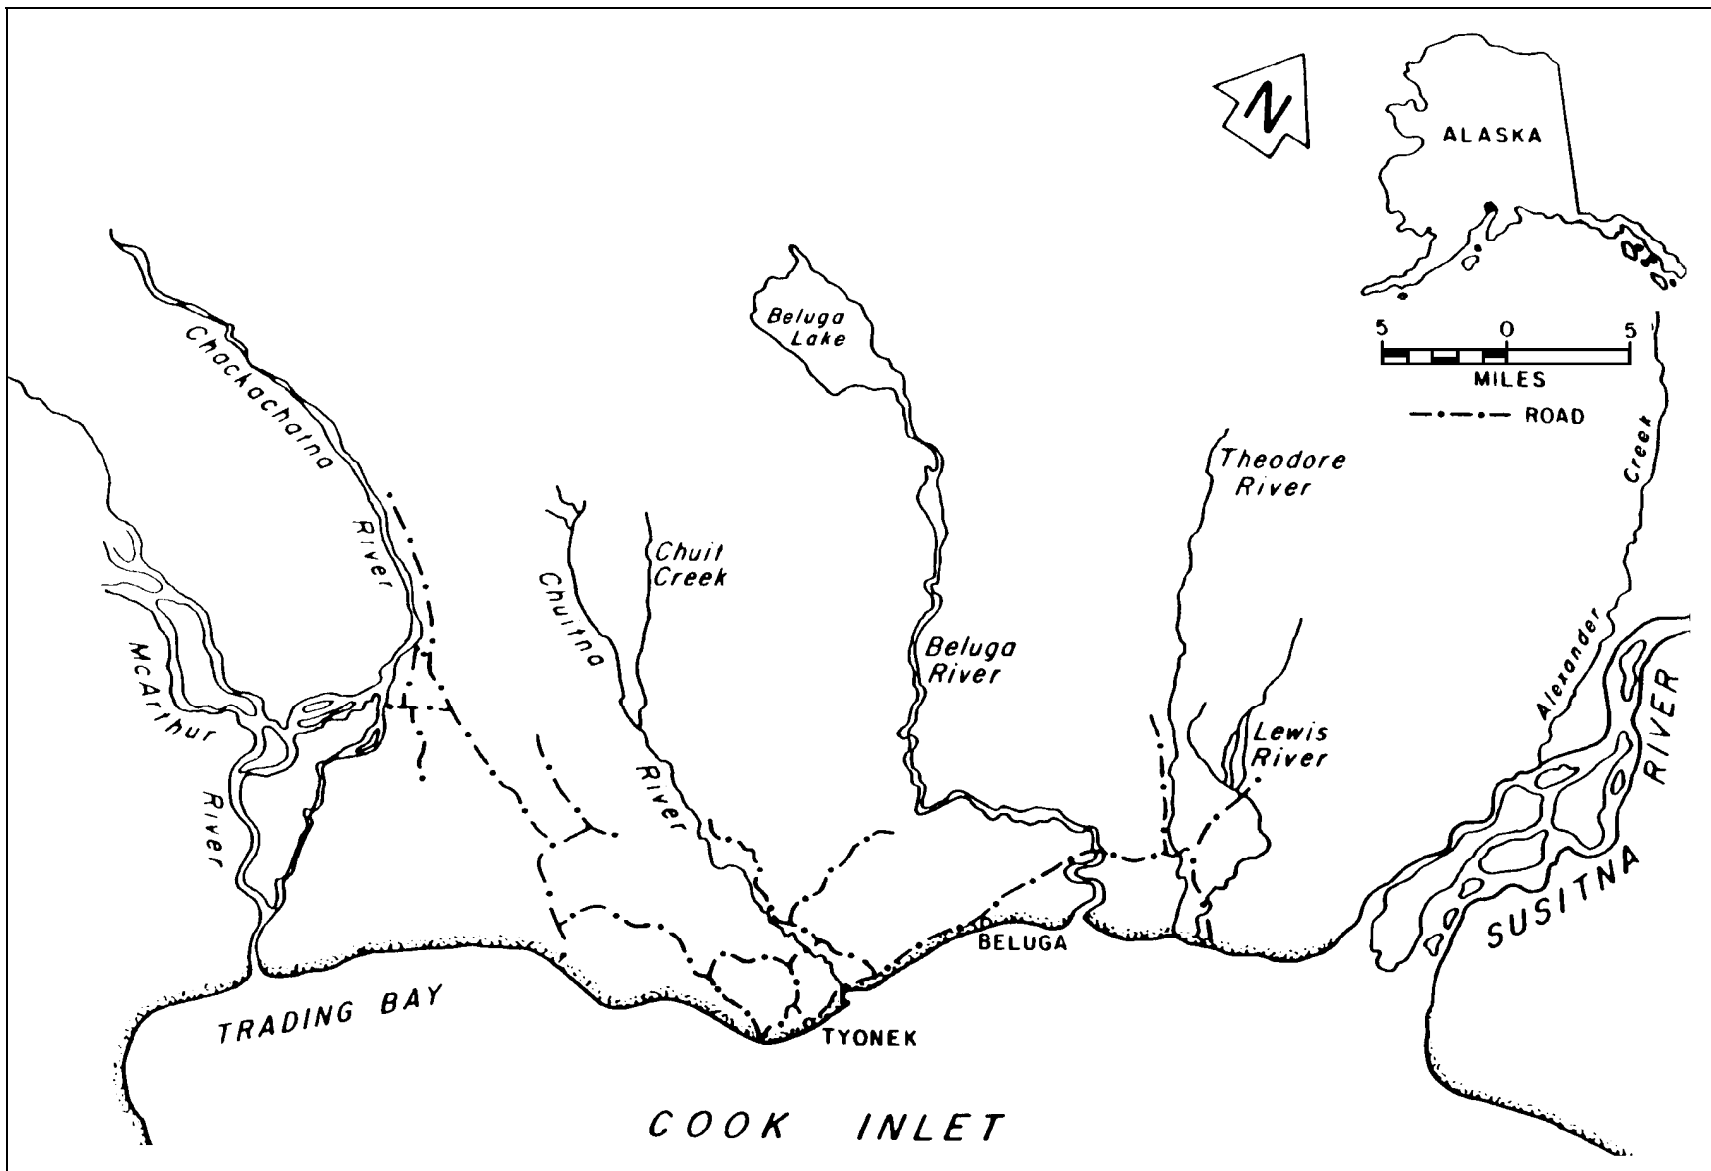 N
ALASKA
5 0 5
MILES
ROAD
Beluga
Lake
Chackachatna
River
Theodore
River
Creek
Alexander
Chuit
Creek
Chuitna
River
Beluga
River
McArthur
River
Lewis
River
SUSITNA
RIVER
BELUGA
TRADING BAY
TYONEK
COOK INLET